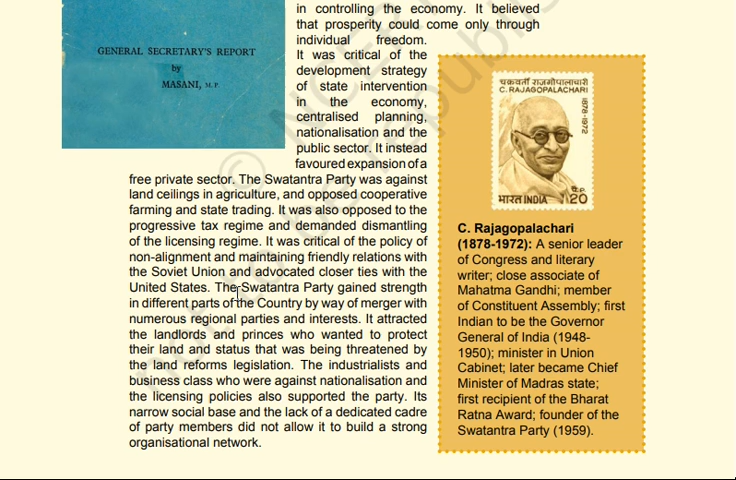 GENERAL SECRETARY'S REPORT
by
MASANI, M.P.
in controlling the economy. It believed
that prosperity could come only through
individual freedom.
It was critical of the
development strategy
of state intervention
in the economy,
centralised planning,
nationalisation and the
public sector. It instead
favoured expansion of a
free private sector. The Swatantra Party was against
land ceilings in agriculture, and opposed cooperative
farming and state trading. It was also opposed to the
progressive tax regime and demanded dismantling
of the licensing regime. It was critical of the policy of
non-alignment and maintaining friendly relations with
the Soviet Union and advocated closer ties with the
United States. The Swatantra Party gained strength
in different parts of the Country by way of merger with
numerous regional parties and interests. It attracted
the landlords and princes who wanted to protect
their land and status that was being threatened by
the land reforms legislation. The industrialists and
business class who were against nationalisation and
the licensing policies also supported the party. Its
narrow social base and the lack of a dedicated cadre
of party members did not allow it to build a strong
organisational network.
चक्रवर्ती राजगोपालाचारी
C. RAJAGOPALACHARI
1878-1972
भारत INDIA
20
C. Rajagopalachari
(1878-1972): A senior leader
of Congress and literary
writer; close associate of
Mahatma Gandhi; member
of Constituent Assembly; first
Indian to be the Governor
General of India (1948-
1950); minister in Union
Cabinet; later became Chief
Minister of Madras state;
first recipient of the Bharat
Ratna Award; founder of the
Swatantra Party (1959).